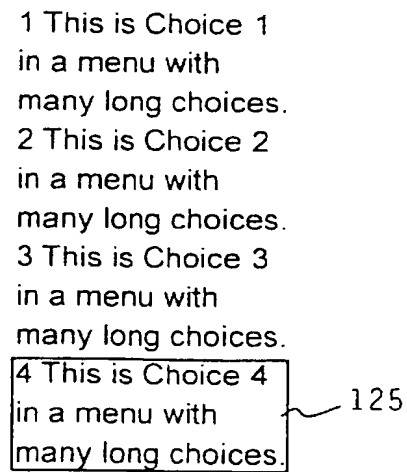 1 This is Choice 1
in a menu with
many long choices.
2 This is Choice 2
in a menu with
many long choices.
3 This is Choice 3
in a menu with
many long choices.
4 This is Choice 4
in a menu with
many long choices.
125